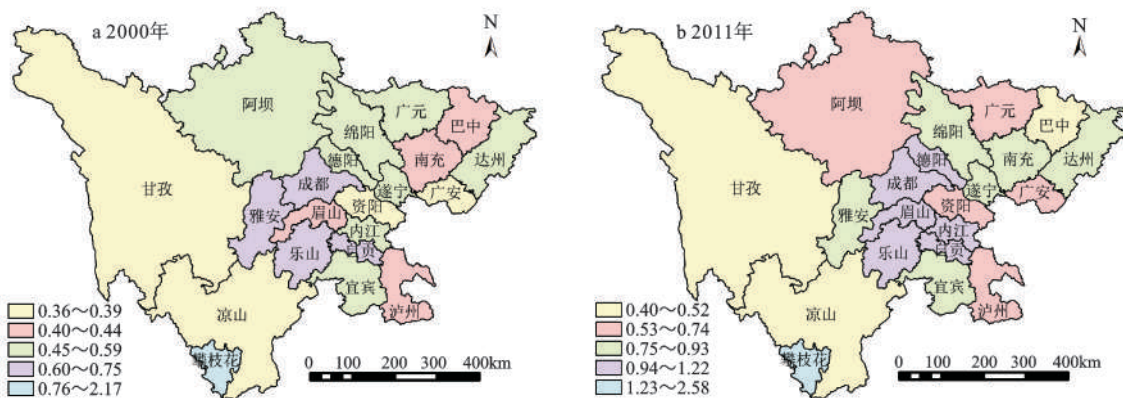 a 2000年
N
阿坝
广元
巴中
绵阳
南充
达州
德阳
甘孜
成都
遂宁
广安
资阳
雅安
眉山
内江
自贡
乐山
宜宾
泸州
凉山
攀枝花
0.36～0.39
0.40～0.44
0.45～0.59
0.60～0.75
0.76～2.17
0 100 200 300 400km
b 2011年
N
阿坝
广元
巴中
绵阳
南充
达州
德阳
甘孜
成都
遂宁
广安
资阳
雅安
眉山
内江
自贡
乐山
宜宾
泸州
凉山
攀枝花
0.40～0.52
0.53～0.74
0.75～0.93
0.94～1.22
1.23～2.58
0 100 200 300 400km